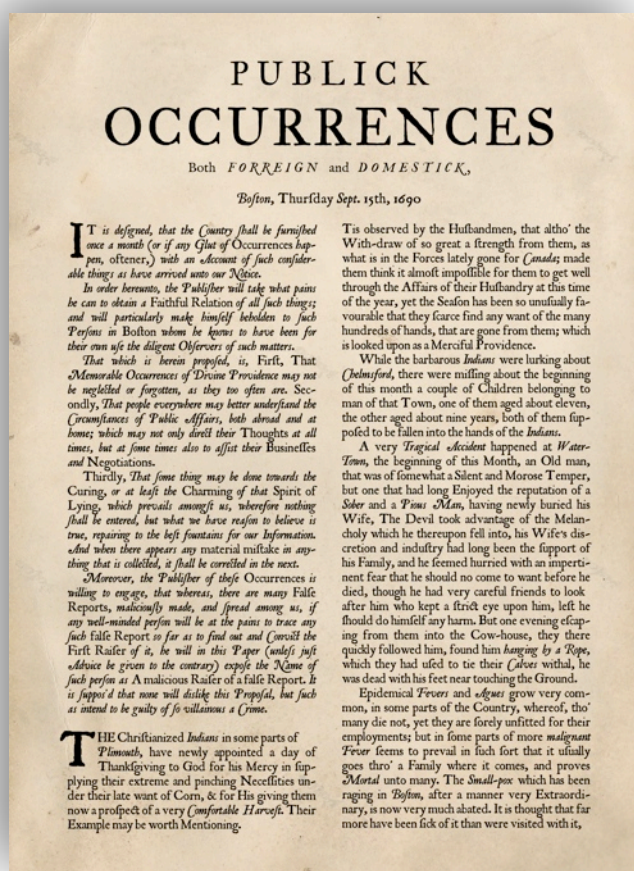 PUBLICK
OCCURRENCES
Both FORREIGN and DOMESTICK,
Boſton, Thurſday Sept. 15th, 1690
IT is deſigned, that the Country ſhall be furniſhed
once a month (or if any Glut of Occurrences hap-
pen, oftener,) with an Account of ſuch conſider-
able things as have arrived unto our Notice.
In order hereunto, the Publiſher will take what pains
he can to obtain a Faithful Relation of all ſuch things;
and will particularly make himſelf beholden to ſuch
Perſons in Boſton whom he knows to have been for
their own uſe the diligent Obſervers of ſuch matters.
That which is herein propoſed, is, Firſt, That
Memorable Occurrences of Divine Providence may not
be neglected or forgotten, as they too often are. Sec-
ondly, That people everywhere may better underſtand the
Circumſtances of Public Affairs, both abroad and at
home; which may not only direct their Thoughts at all
times, but at ſome times alſo to aſſiſt their Buſineſſes
and Negotiations.
Thirdly, That ſome thing may be done towards the
Curing, or at leaſt the Charming of that Spirit of
Lying, which prevails amongſt us, wherefore nothing
ſhall be entered, but what we have reaſon to believe is
true, repairing to the beſt fountains for our Information.
And when there appears any material miſtake in any-
thing that is collected, it ſhall be corrected in the next.
Moreover, the Publiſher of theſe Occurrences is
willing to engage, that whereas, there are many Falſe
Reports, maliciouſly made, and ſpread among us, if
any well-minded perſon will be at the pains to trace any
ſuch falſe Report ſo far as to find out and Convict the
Firſt Raiſer of it, he will in this Paper (unleſs juſt
Advice be given to the contrary) expoſe the Name of
ſuch perſon as A malicious Raiſer of a falſe Report. It
is ſuppos'd that none will diſlike this Propoſal, but ſuch
as intend to be guilty of ſo villainous a Crime.
THE Chriſtianized Indians in some parts of
Plimouth, have newly appointed a day of
Thankſgiving to God for his Mercy in ſup-
plying their extreme and pinching Neceſſities un-
der their late want of Corn, & for His giving them
now a proſpect of a very Comfortable Harveſt. Their
Example may be worth Mentioning.
Tis observed by the Huſbandmen, that altho' the
With-draw of so great a ſtrength from them, as
what is in the Forces lately gone for Canada; made
them think it almoſt impoſſible for them to get well
through the Affairs of their Huſbandry at this time
of the year, yet the Seaſon has been so unuſually fa-
vourable that they ſcarce find any want of the many
hundreds of hands, that are gone from them; which
is looked upon as a Merciful Providence.
While the barbarous Indians were lurking about
Chelmsford, there were miſſing about the beginning
of this month a couple of Children belonging to
man of that Town, one of them aged about eleven,
the other aged about nine years, both of them ſup-
poſed to be fallen into the hands of the Indians.
A very Tragical Accident happened at Water-
Town, the beginning of this Month, an Old man,
that was of ſomewhat a Silent and Moroſe Temper,
but one that had long Enjoyed the reputation of a
Sober and a Pious Man, having newly buried his
Wife, The Devil took advantage of the Melan-
choly which he thereupon fell into, his Wife's diſ-
cretion and induſtry had long been the ſupport of
his Family, and he ſeemed hurried with an imperti-
nent fear that he should no come to want before he
died, though he had very careful friends to look
after him who kept a ſtrict eye upon him, leſt he
ſhould do himſelf any harm. But one evening eſcap-
ing from them into the Cow-houſe, they there
quickly followed him, found him hanging by a Rope,
which they had uſed to tie their Calves withal, he
was dead with his feet near touching the Ground.
Epidemical Fevers and Agues grow very com-
mon, in some parts of the Country, whereof, tho'
many die not, yet they are ſorely unfitted for their
employments; but in ſome parts of more malignant
Fever ſeems to prevail in ſuch ſort that it uſually
goes thro' a Family where it comes, and proves
Mortal unto many. The Small-pox which has been
raging in Boſton, after a manner very Extraordi-
nary, is now very much abated. It is thought that far
more have been ſick of it than were viſited with it,